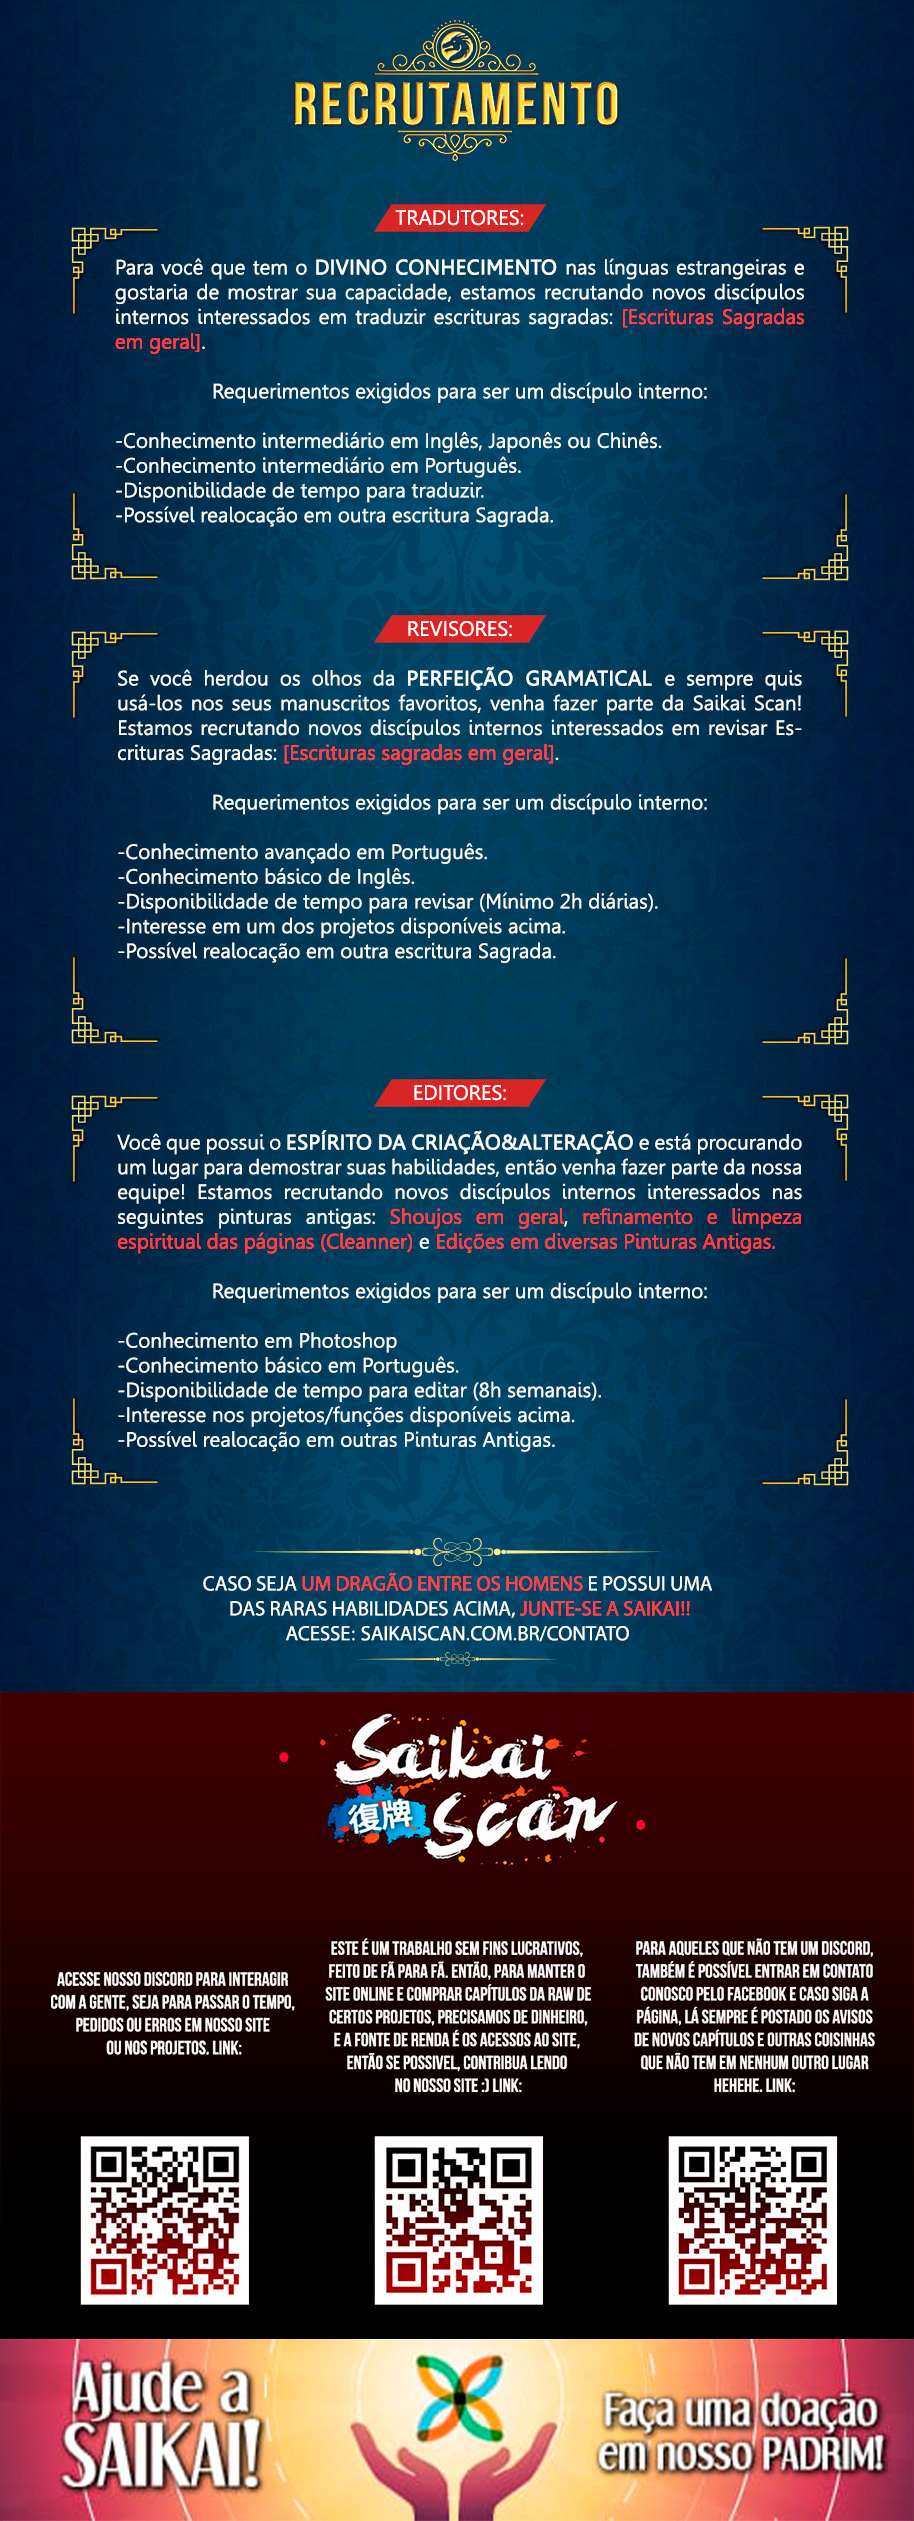 RECRUTAMENTO
TRADUTORES:
Para você que tem o DIVINO CONHECIMENTO nas línguas estrangeiras e
gostaria de mostrar sua capacidade, estamos recrutando novos discípulos
internos interessados em traduzir escrituras sagradas: [Escrituras Sagradas
em geral].
Requerimentos exigidos para ser um discípulo interno:
-Conhecimento intermediário em Inglês, Japonês ou Chinês.
-Conhecimento intermediário em Português.
-Disponibilidade de tempo para traduzir.
-Possível realocação em outra escritura Sagrada.
REVISORES:
Se você herdou os olhos da PERFEIÇÃO GRAMATICAL e sempre quis
usá-los nos seus manuscritos favoritos, venha fazer parte da Saikai Scan!
Estamos recrutando novos discípulos internos interessados em revisar Es-
crituras Sagradas: [Escrituras sagradas em geral].
Requerimentos exigidos para ser um discípulo interno:
-Conhecimento avançado em Português.
-Conhecimento básico de Inglês.
-Disponibilidade de tempo para revisar (Mínimo 2h diárias).
-Interesse em um dos projetos disponíveis acima.
-Possível realocação em outra escritura Sagrada.
EDITORES:
Você que possui o ESPÍRITO DA CRIAÇÃO&ALTERAÇÃO e está procurando
um lugar para demostrar suas habilidades, então venha fazer parte da nossa
equipe! Estamos recrutando novos discípulos internos interessados nas
seguintes pinturas antigas: Shoujos em geral, refinamento e limpeza
espiritual das páginas (Cleanner) e Edições em diversas Pinturas Antigas.
Requerimentos exigidos para ser um discípulo interno:
-Conhecimento em Photoshop
-Conhecimento básico em Português.
-Disponibilidade de tempo para editar (8h semanais).
-Interesse nos projetos/funções disponíveis acima.
-Possível realocação em outras Pinturas Antigas.
CASO SEJA UM DRAGÃO ENTRE OS HOMENS E POSSUI UMA
DAS RARAS HABILIDADES ACIMA, JUNTE-SE A SAIKAI!!
ACESSE: SAIKAISCAN.COM.BR/CONTATO
Saikai
復牌 Scan
ACESSE NOSSO DISCORD PARA INTERAGIR
COM A GENTE, SEJA PARA PASSAR O TEMPO,
PEDIDOS OU ERROS EM NOSSO SITE
OU NOS PROJETOS. LINK:
ESTE É UM TRABALHO SEM FINS LUCRATIVOS,
FEITO DE FÃ PARA FÃ. ENTÃO, PARA MANTER O
SITE ONLINE E COMPRAR CAPÍTULOS DA RAW DE
CERTOS PROJETOS, PRECISAMOS DE DINHEIRO,
E A FONTE DE RENDA É OS ACESSOS AO SITE,
ENTÃO SE POSSIVEL, CONTRIBUA LENDO
NO NOSSO SITE :) LINK:
PARA AQUELES QUE NÃO TEM UM DISCORD,
TAMBÉM É POSSÍVEL ENTRAR EM CONTATO
CONOSCO PELO FACEBOOK E CASO SIGA A
PÁGINA, LÁ SEMPRE É POSTADO OS AVISOS
DE NOVOS CAPÍTULOS E OUTRAS COISINHAS
QUE NÃO TEM EM NENHUM OUTRO LUGAR
HEHEHE. LINK:
Ajude a
SAIKAI!
Faça uma doação
em nosso PADRIM!